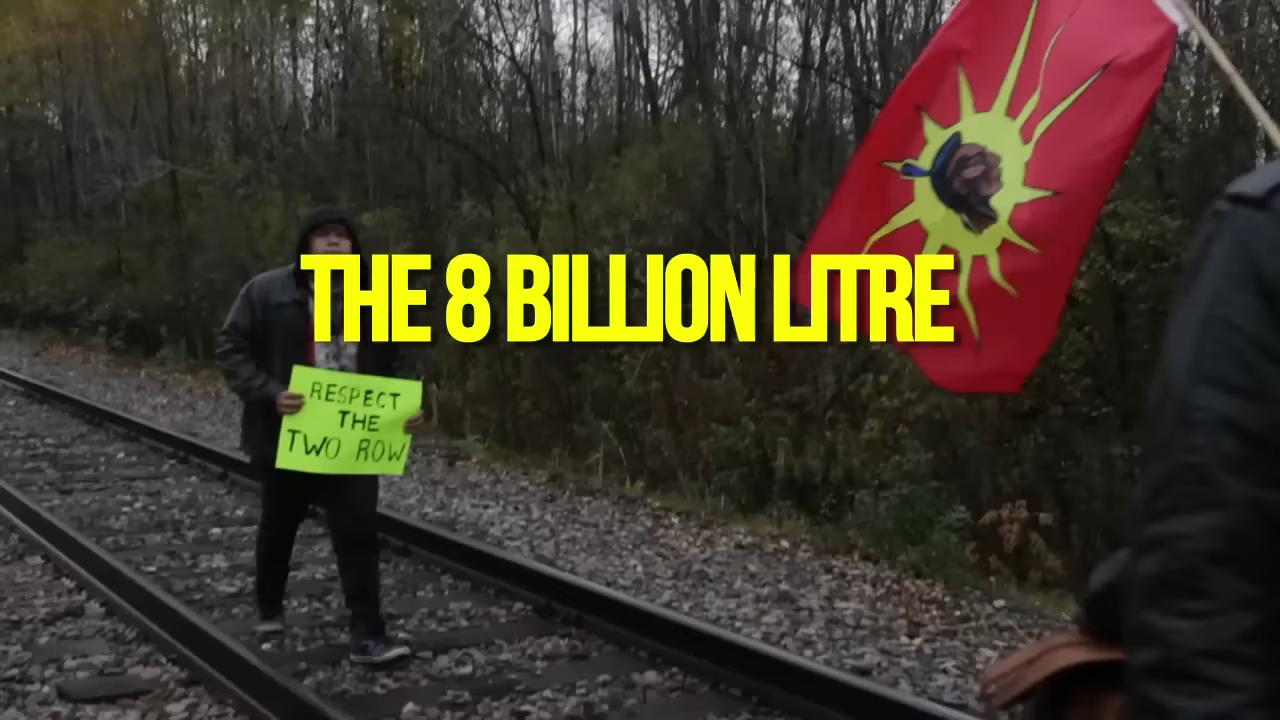 THE 8 BILLION LITRE
RESPECT
THE
TWO ROW